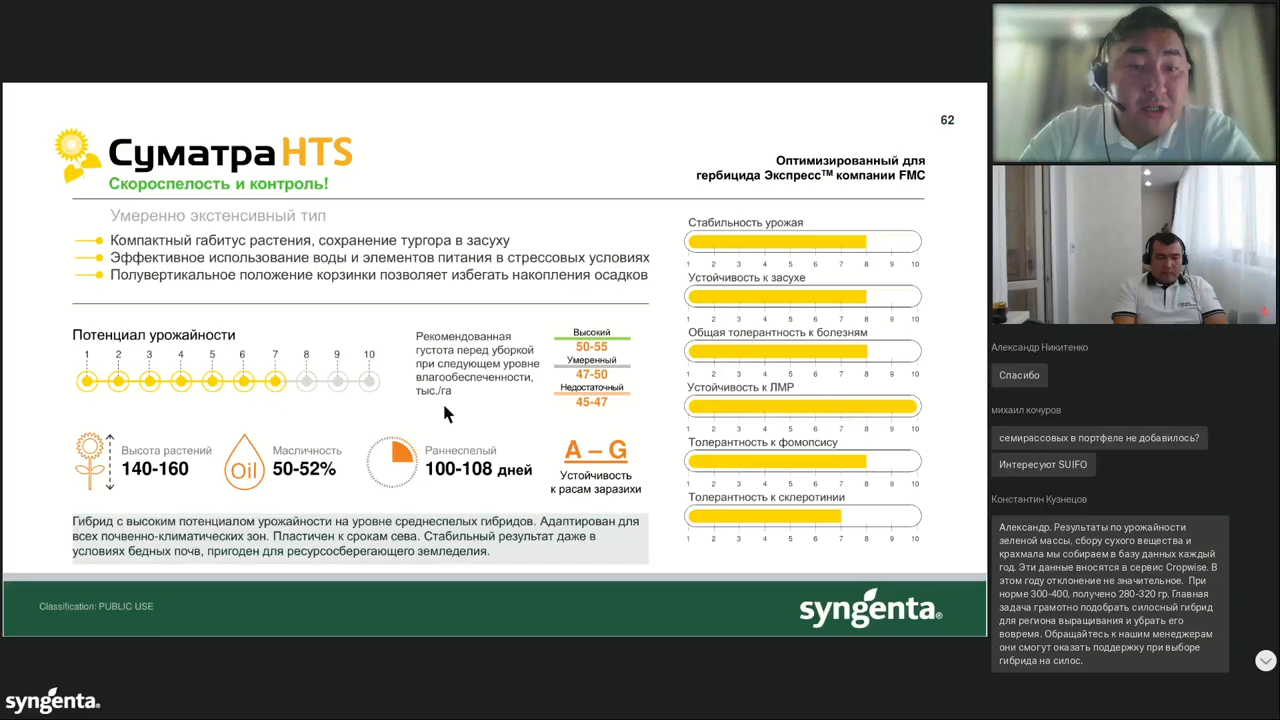 62
Суматра HTS
Скороспелость и контроль!
Оптимизированный для
гербицида Экспресс™ компании FMC
Умеренно экстенсивный тип
Компактный габитус растения, сохранение тургора в засуху
Эффективное использование воды и элементов питания в стрессовых условиях
Полувертикальное положение корзинки позволяет избегать накопления осадков
Потенциал урожайности
1 2 3 4 5 6 7 8 9 10
Рекомендованная
густота перед уборкой
при следующем уровне
влагообеспеченности,
тыс./га
Высокий
50-55
Умеренный
47-50
Недостаточный
45-47
Высота растений
140-160
Oil
Масличность
50-52%
Раннеспелый
100-108 дней
A – G
Устойчивость
к расам заразихи
Гибрид с высоким потенциалом урожайности на уровне среднеспелых гибридов. Адаптирован для
всех почвенно-климатических зон. Пластичен к срокам сева. Стабильный результат даже в
условиях бедных почв, пригоден для ресурсосберегающего земледелия.
Стабильность урожая
1 2 3 4 5 6 7 8 9 10
Устойчивость к засухе
1 2 3 4 5 6 7 8 9 10
Общая толерантность к болезням
1 2 3 4 5 6 7 8 9 10
Устойчивость к ЛМР
1 2 3 4 5 6 7 8 9 10
Толерантность к фомопсису
1 2 3 4 5 6 7 8 9 10
Толерантность к склеротинии
1 2 3 4 5 6 7 8 9 10
Classification: PUBLIC USE
syngenta®
syngenta®
Александр Никитенко
Спасибо
михаил кочуров
семирассовых в портфеле не добавилось?
Интересуют SUIFO
Константин Кузнецов
Александр. Результаты по урожайности
зеленой массы, сбору сухого вещества и
крахмала мы собираем в базу данных каждый
год. Эти данные вносятся в сервис Cropwise. В
этом году отклонение не значительное. При
норме 300-400, получено 280-320 гр. Главная
задача грамотно подобрать силосный гибрид
для региона выращивания и убрать его
вовремя. Обращайтесь к нашим менеджерам
они смогут оказать поддержку при выборе
гибрида на силос.